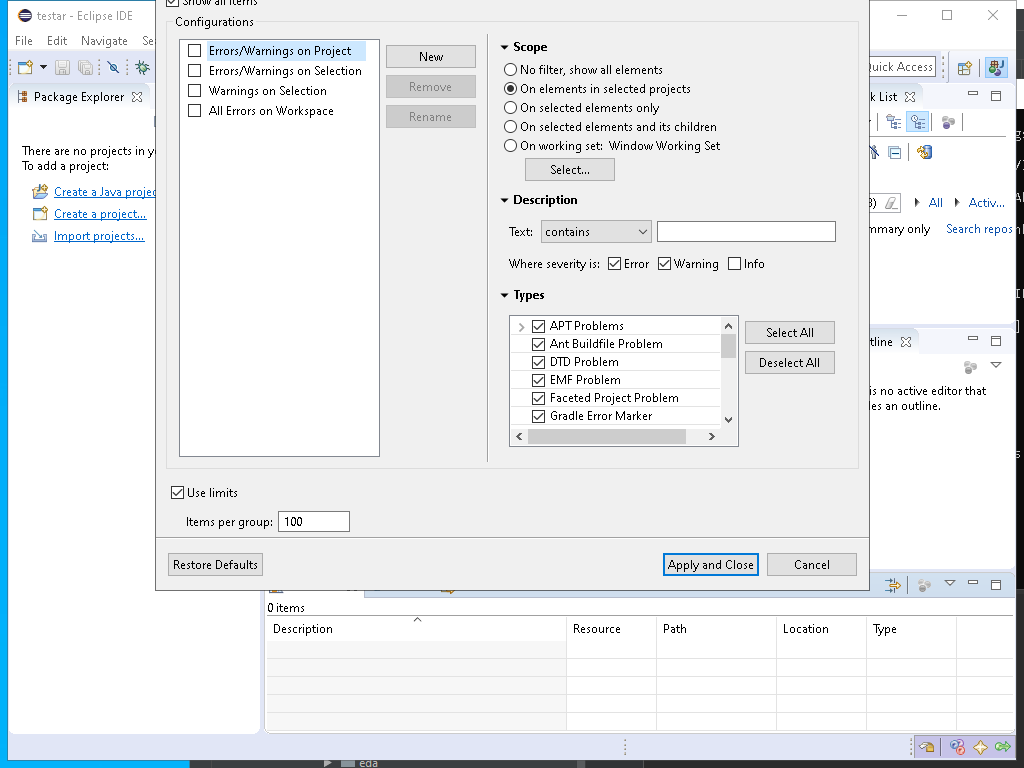 Show all items
testar - Eclipse IDE
File Edit Navigate Se
Quick Access
Package Explorer
There are no projects in y
To add a project:
Create a Java projec
Create a project...
Import projects...
Configurations
Errors/Warnings on Project
Errors/Warnings on Selection
Warnings on Selection
All Errors on Workspace
New
Remove
Rename
Scope
No filter, show all elements
On elements in selected projects
On selected elements only
On selected elements and its children
On working set: Window Working Set
Select...
Description
Text: contains
Where severity is: Error Warning Info
Types
APT Problems
Ant Buildfile Problem
DTD Problem
EMF Problem
Faceted Project Problem
Gradle Error Marker
Select All
Deselect All
Use limits
Items per group: 100
Restore Defaults
Apply and Close
Cancel
k List
All Activ...
mmary only Search repos
tline
is no active editor that
des an outline.
0 items
Description Resource Path Location Type
eda